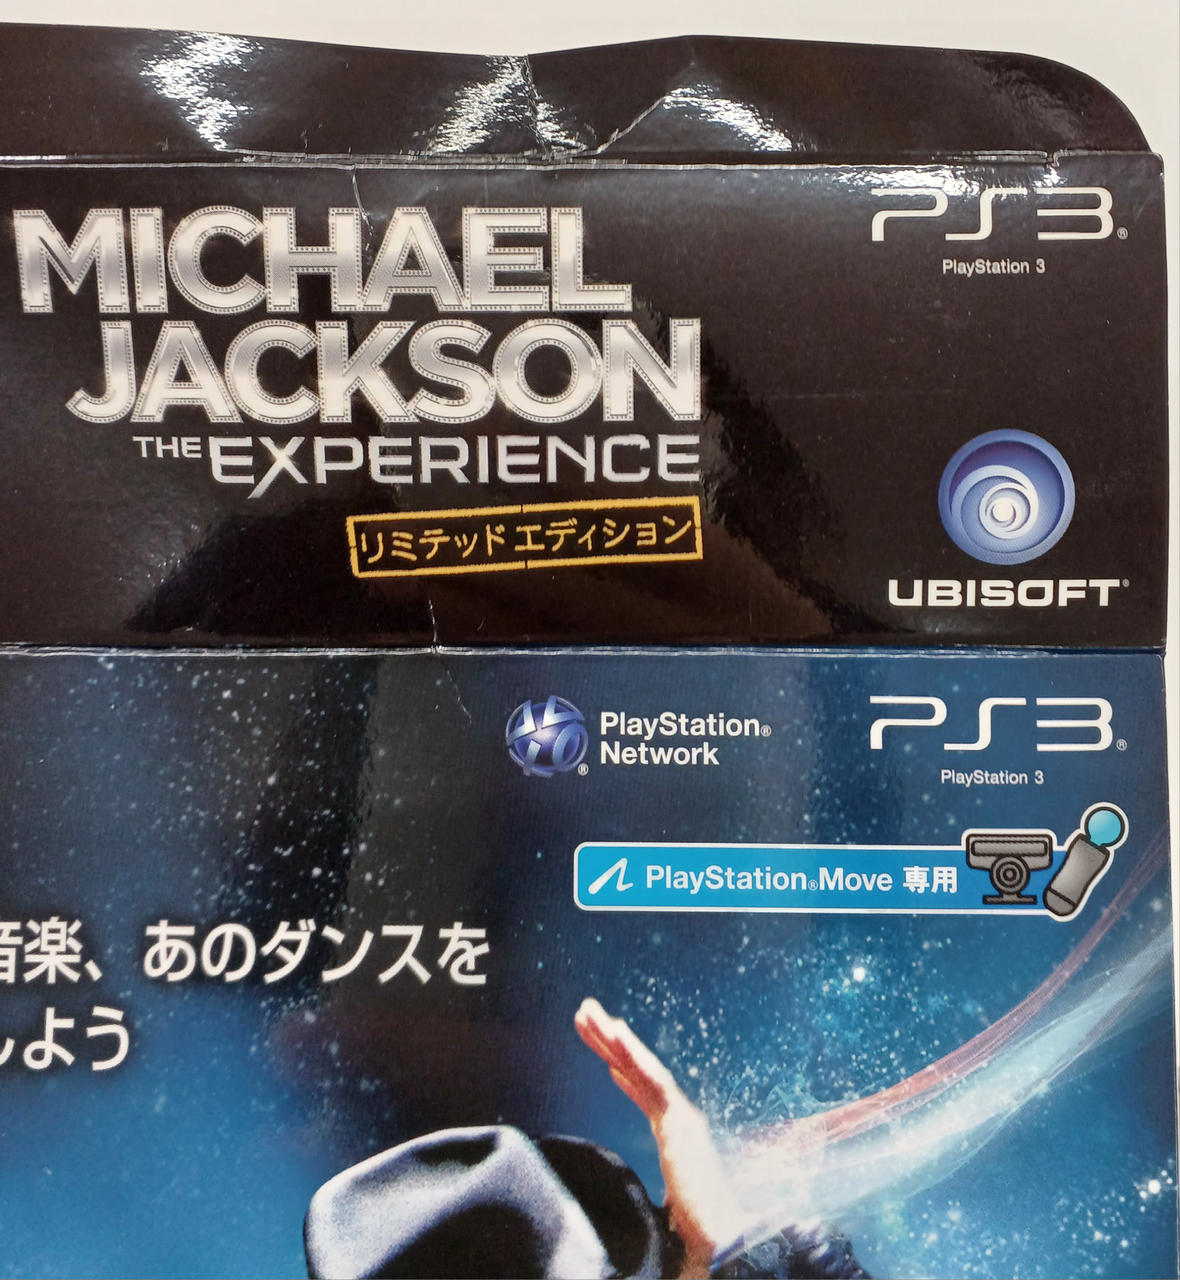 MICHAEL
JACKSON
THE EXPERIENCE
リミテッド エディション
PS3®
PlayStation 3
UBISOFT®
PlayStation®
Network
®
PS3®
PlayStation 3
PlayStation®Move 専用
音楽、あのダンスを
しよう